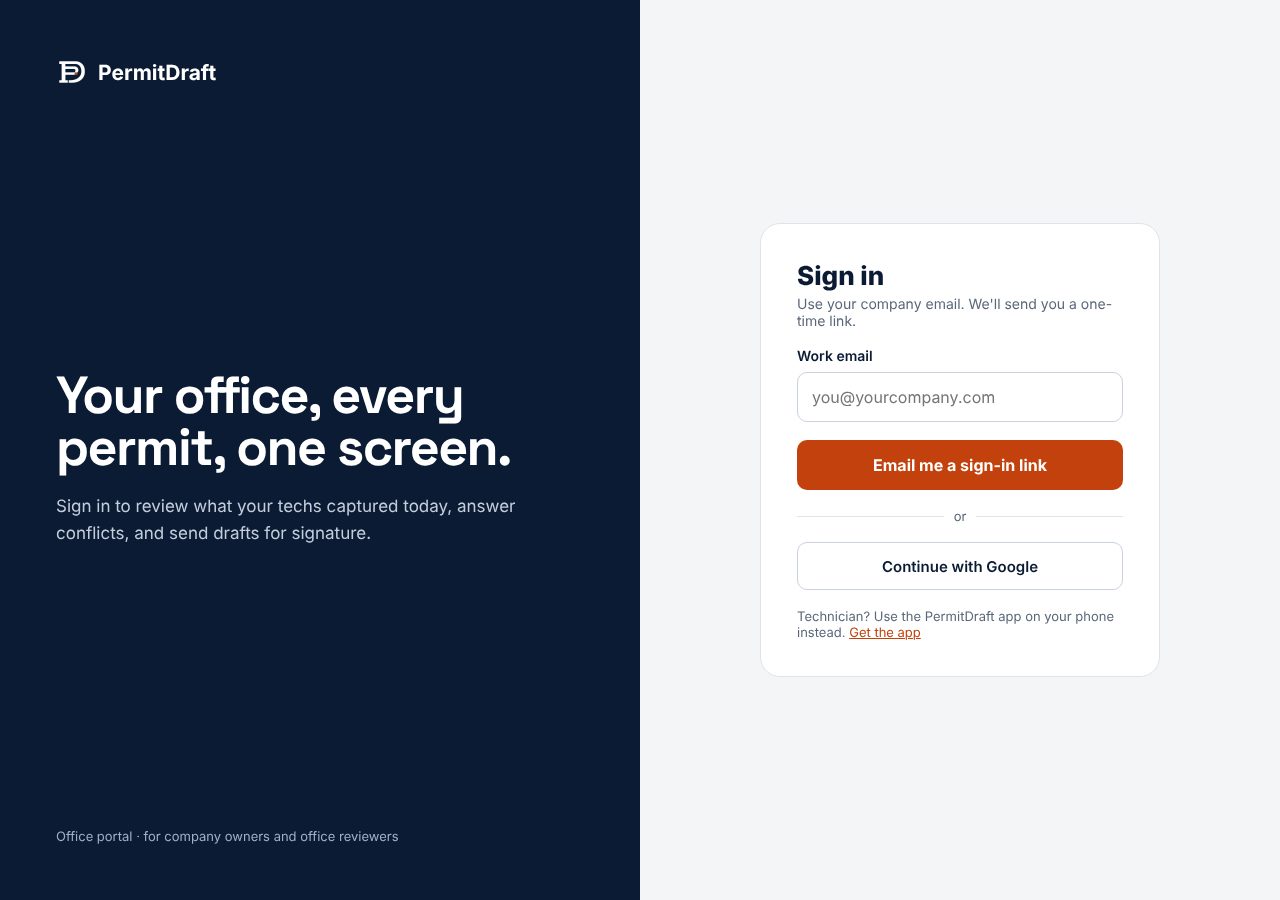 PermitDraft
Your office, every
permit, one screen.
Sign in to review what your techs captured today, answer
conflicts, and send drafts for signature.
Office portal · for company owners and office reviewers
Sign in
Use your company email. We'll send you a one-
time link.
Work email
you@yourcompany.com
Email me a sign-in link
or
Continue with Google
Technician? Use the PermitDraft app on your phone
instead. Get the app